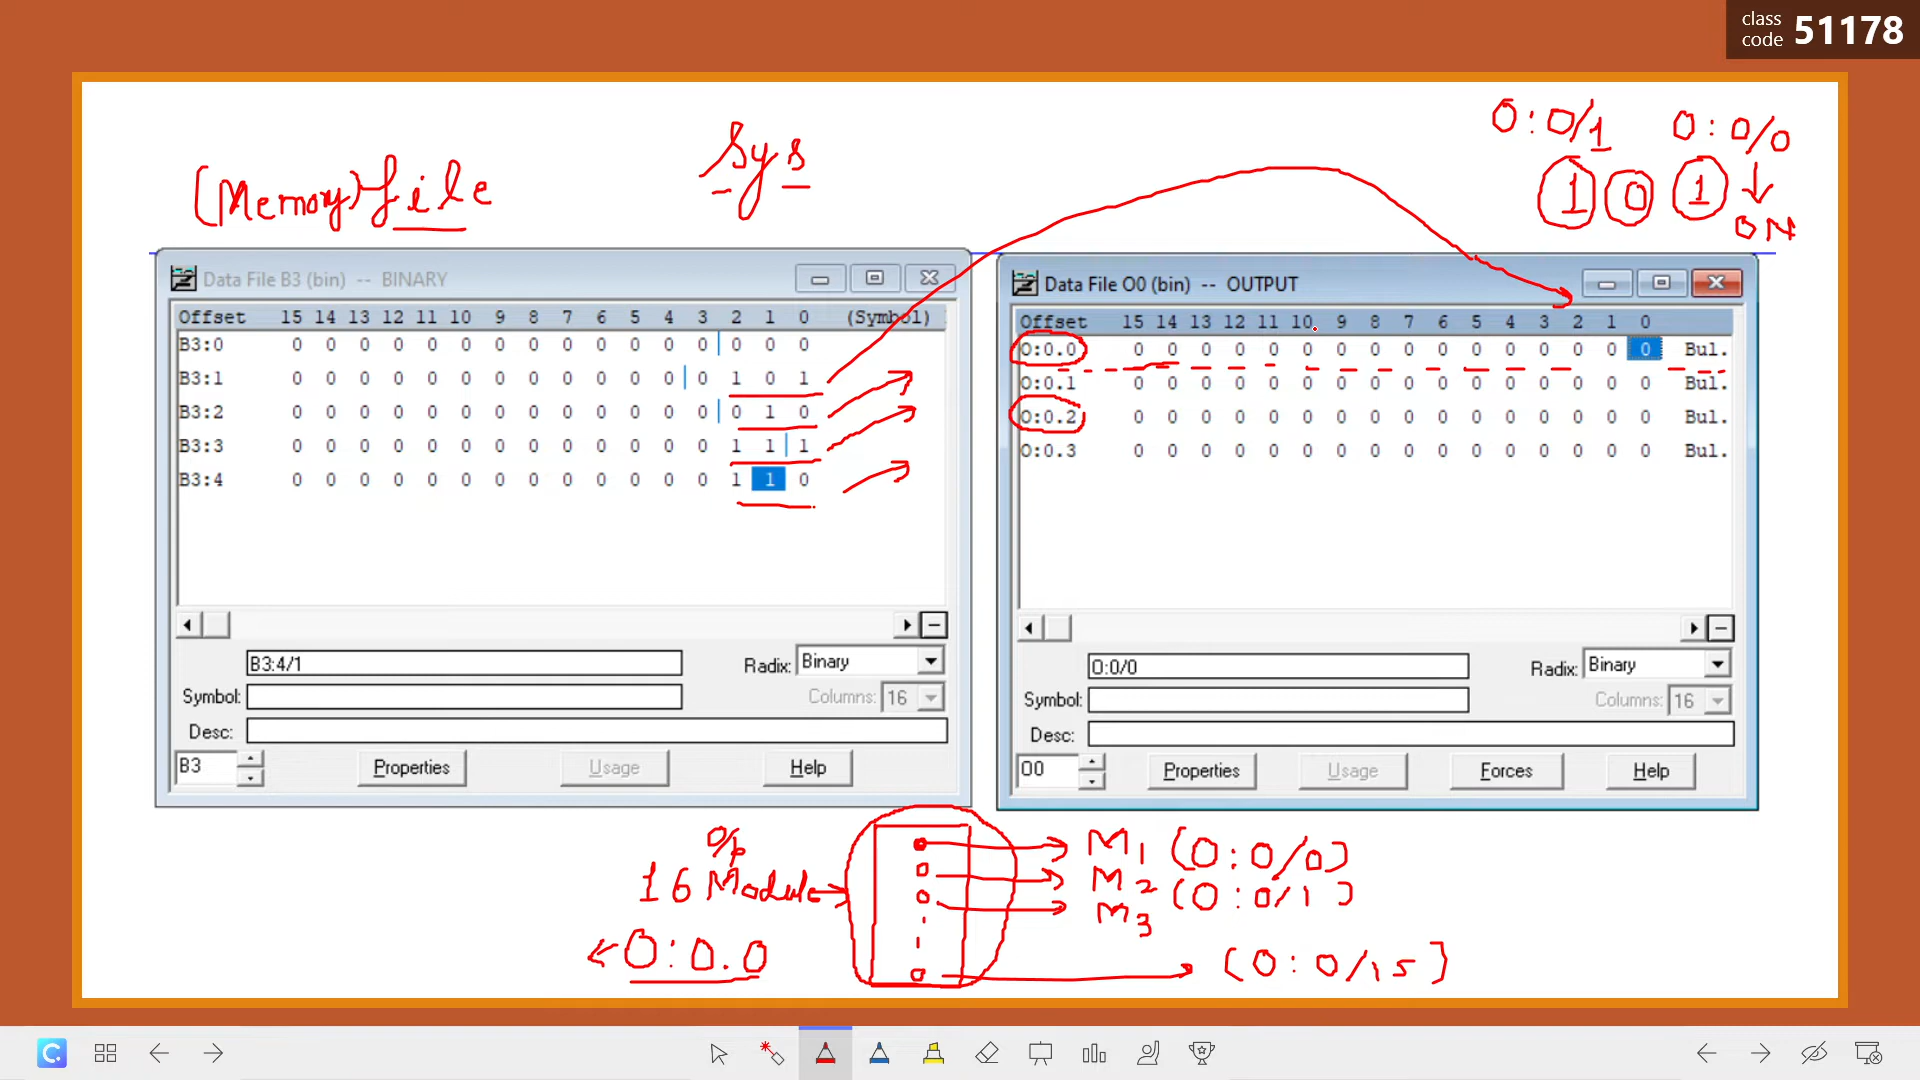 class code 51178
O:0/1 O:0/0
1 0 1
ON
(Memory) file
Sys
Data File B3 (bin) -- BINARY
Offset 15 14 13 12 11 10 9 8 7 6 5 4 3 2 1 0 (Symbol)
B3:0 0 0 0 0 0 0 0 0 0 0 0 0 0 0 0 0
B3:1 0 0 0 0 0 0 0 0 0 0 0 0 0 1 0 1
B3:2 0 0 0 0 0 0 0 0 0 0 0 0 0 0 1 0
B3:3 0 0 0 0 0 0 0 0 0 0 0 0 0 1 1 1
B3:4 0 0 0 0 0 0 0 0 0 0 0 0 0 1 1 0
B3:4/1 Radix: Binary
Symbol: Columns: 16
Desc:
B3 Properties Usage Help
Data File O0 (bin) -- OUTPUT
Offset 15 14 13 12 11 10 9 8 7 6 5 4 3 2 1 0
O:0.0 0 0 0 0 0 0 0 0 0 0 0 0 0 0 0 0 Bul.
O:0.1 0 0 0 0 0 0 0 0 0 0 0 0 0 0 0 0 Bul.
O:0.2 0 0 0 0 0 0 0 0 0 0 0 0 0 0 0 0 Bul.
O:0.3 0 0 0 0 0 0 0 0 0 0 0 0 0 0 0 0 Bul.
O:0/0 Radix: Binary
Symbol: Columns: 16
Desc:
O0 Properties Usage Forces Help
o/p
16 Module
O:0.0
M1 (O:0/0)
M2 (O:0/1)
M3
(O:0/15)